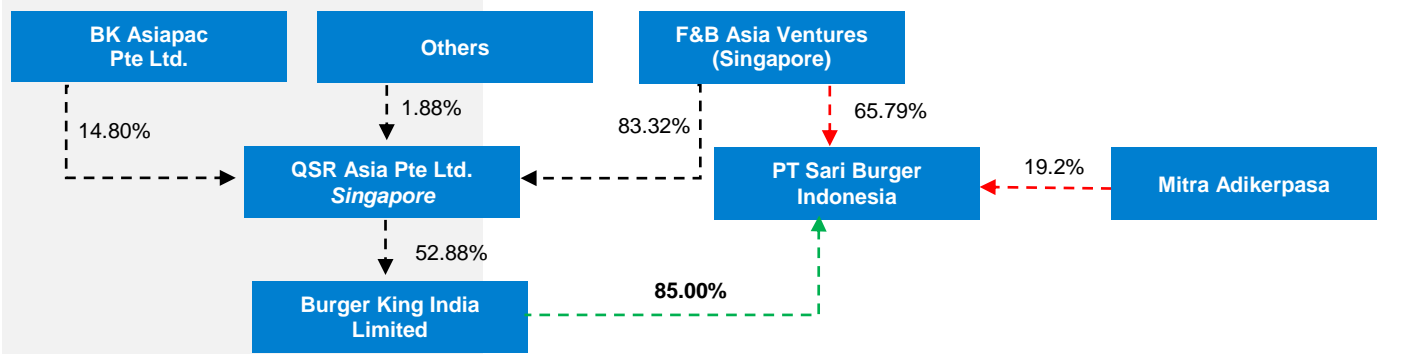 BK Asiapac
Pte Ltd.
Others
F&B Asia Ventures
(Singapore)
14.80%
1.88%
83.32%
65.79%
QSR Asia Pte Ltd.
Singapore
PT Sari Burger
Indonesia
19.2%
Mitra Adikerpasa
52.88%
Burger King India
Limited
85.00%